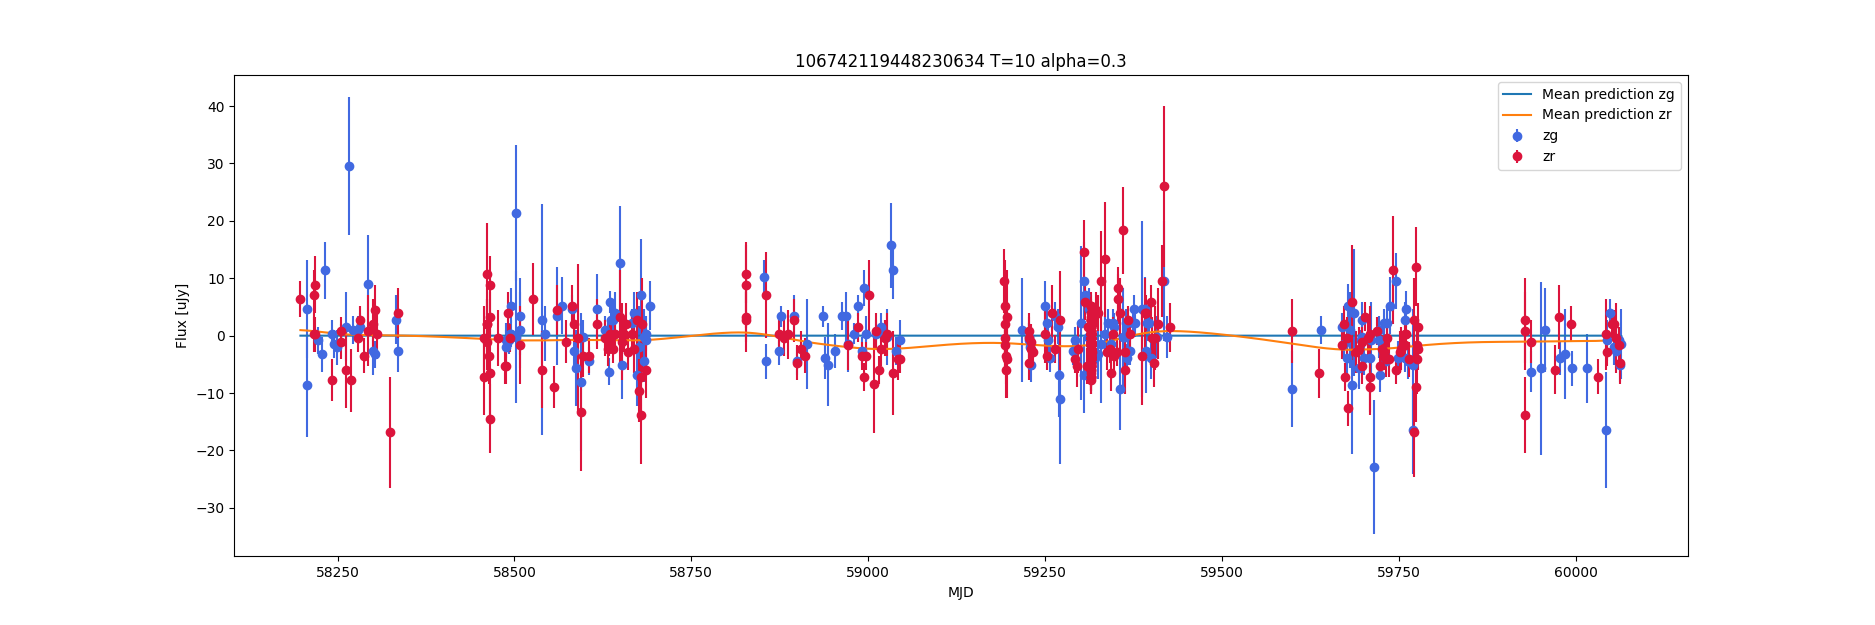 106742119448230634 T=10 alpha=0.3
Mean prediction zg
Mean prediction zr
zg
zr
40
30
20
10
0
−10
−20
−30
Flux [uJy]
58250
58500
58750
59000
59250
59500
59750
60000
MJD